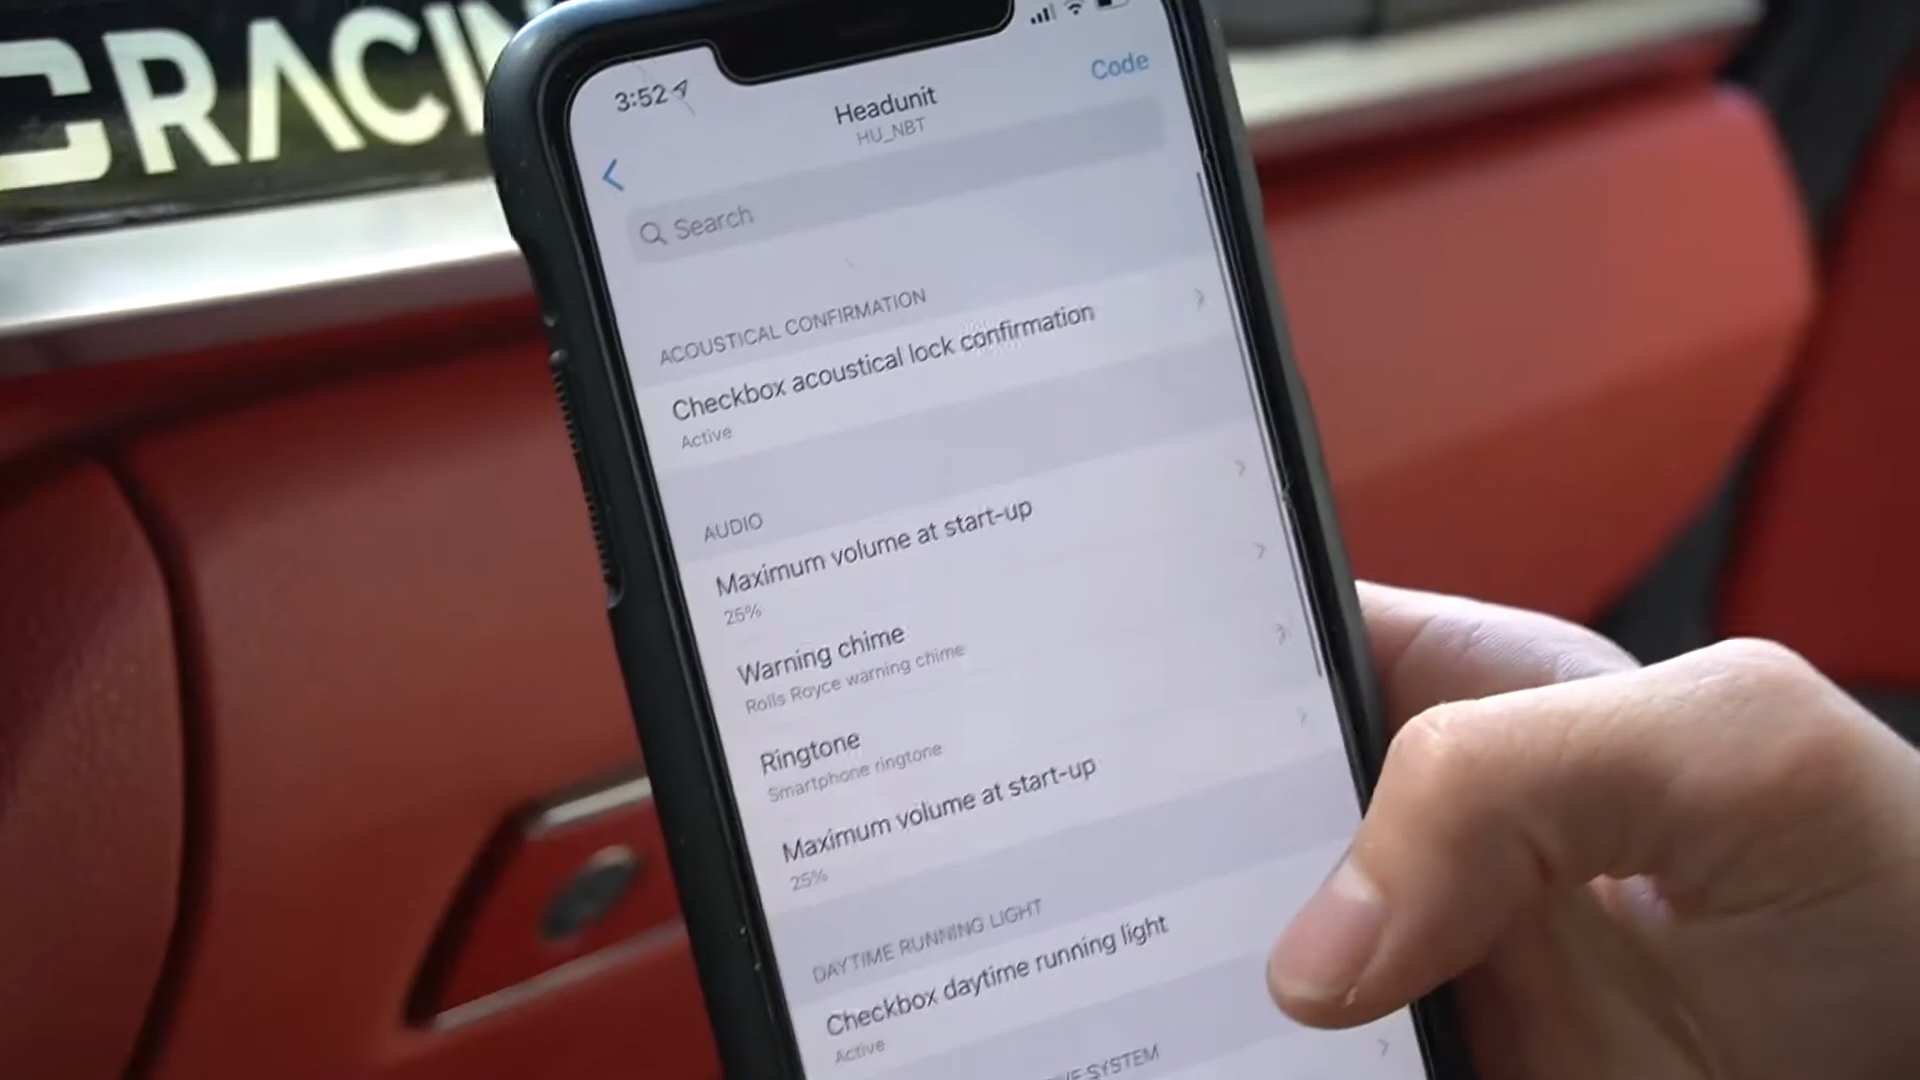 RACIN
3:52
Code
Headunit
HU_NBT
Search
ACOUSTICAL CONFIRMATION
Checkbox acoustical lock confirmation
Active
AUDIO
Maximum volume at start-up
25%
Warning chime
Rolls Royce warning chime
Ringtone
Smartphone ringtone
Maximum volume at start-up
25%
DAYTIME RUNNING LIGHT
Checkbox daytime running light
Active
SYSTEM